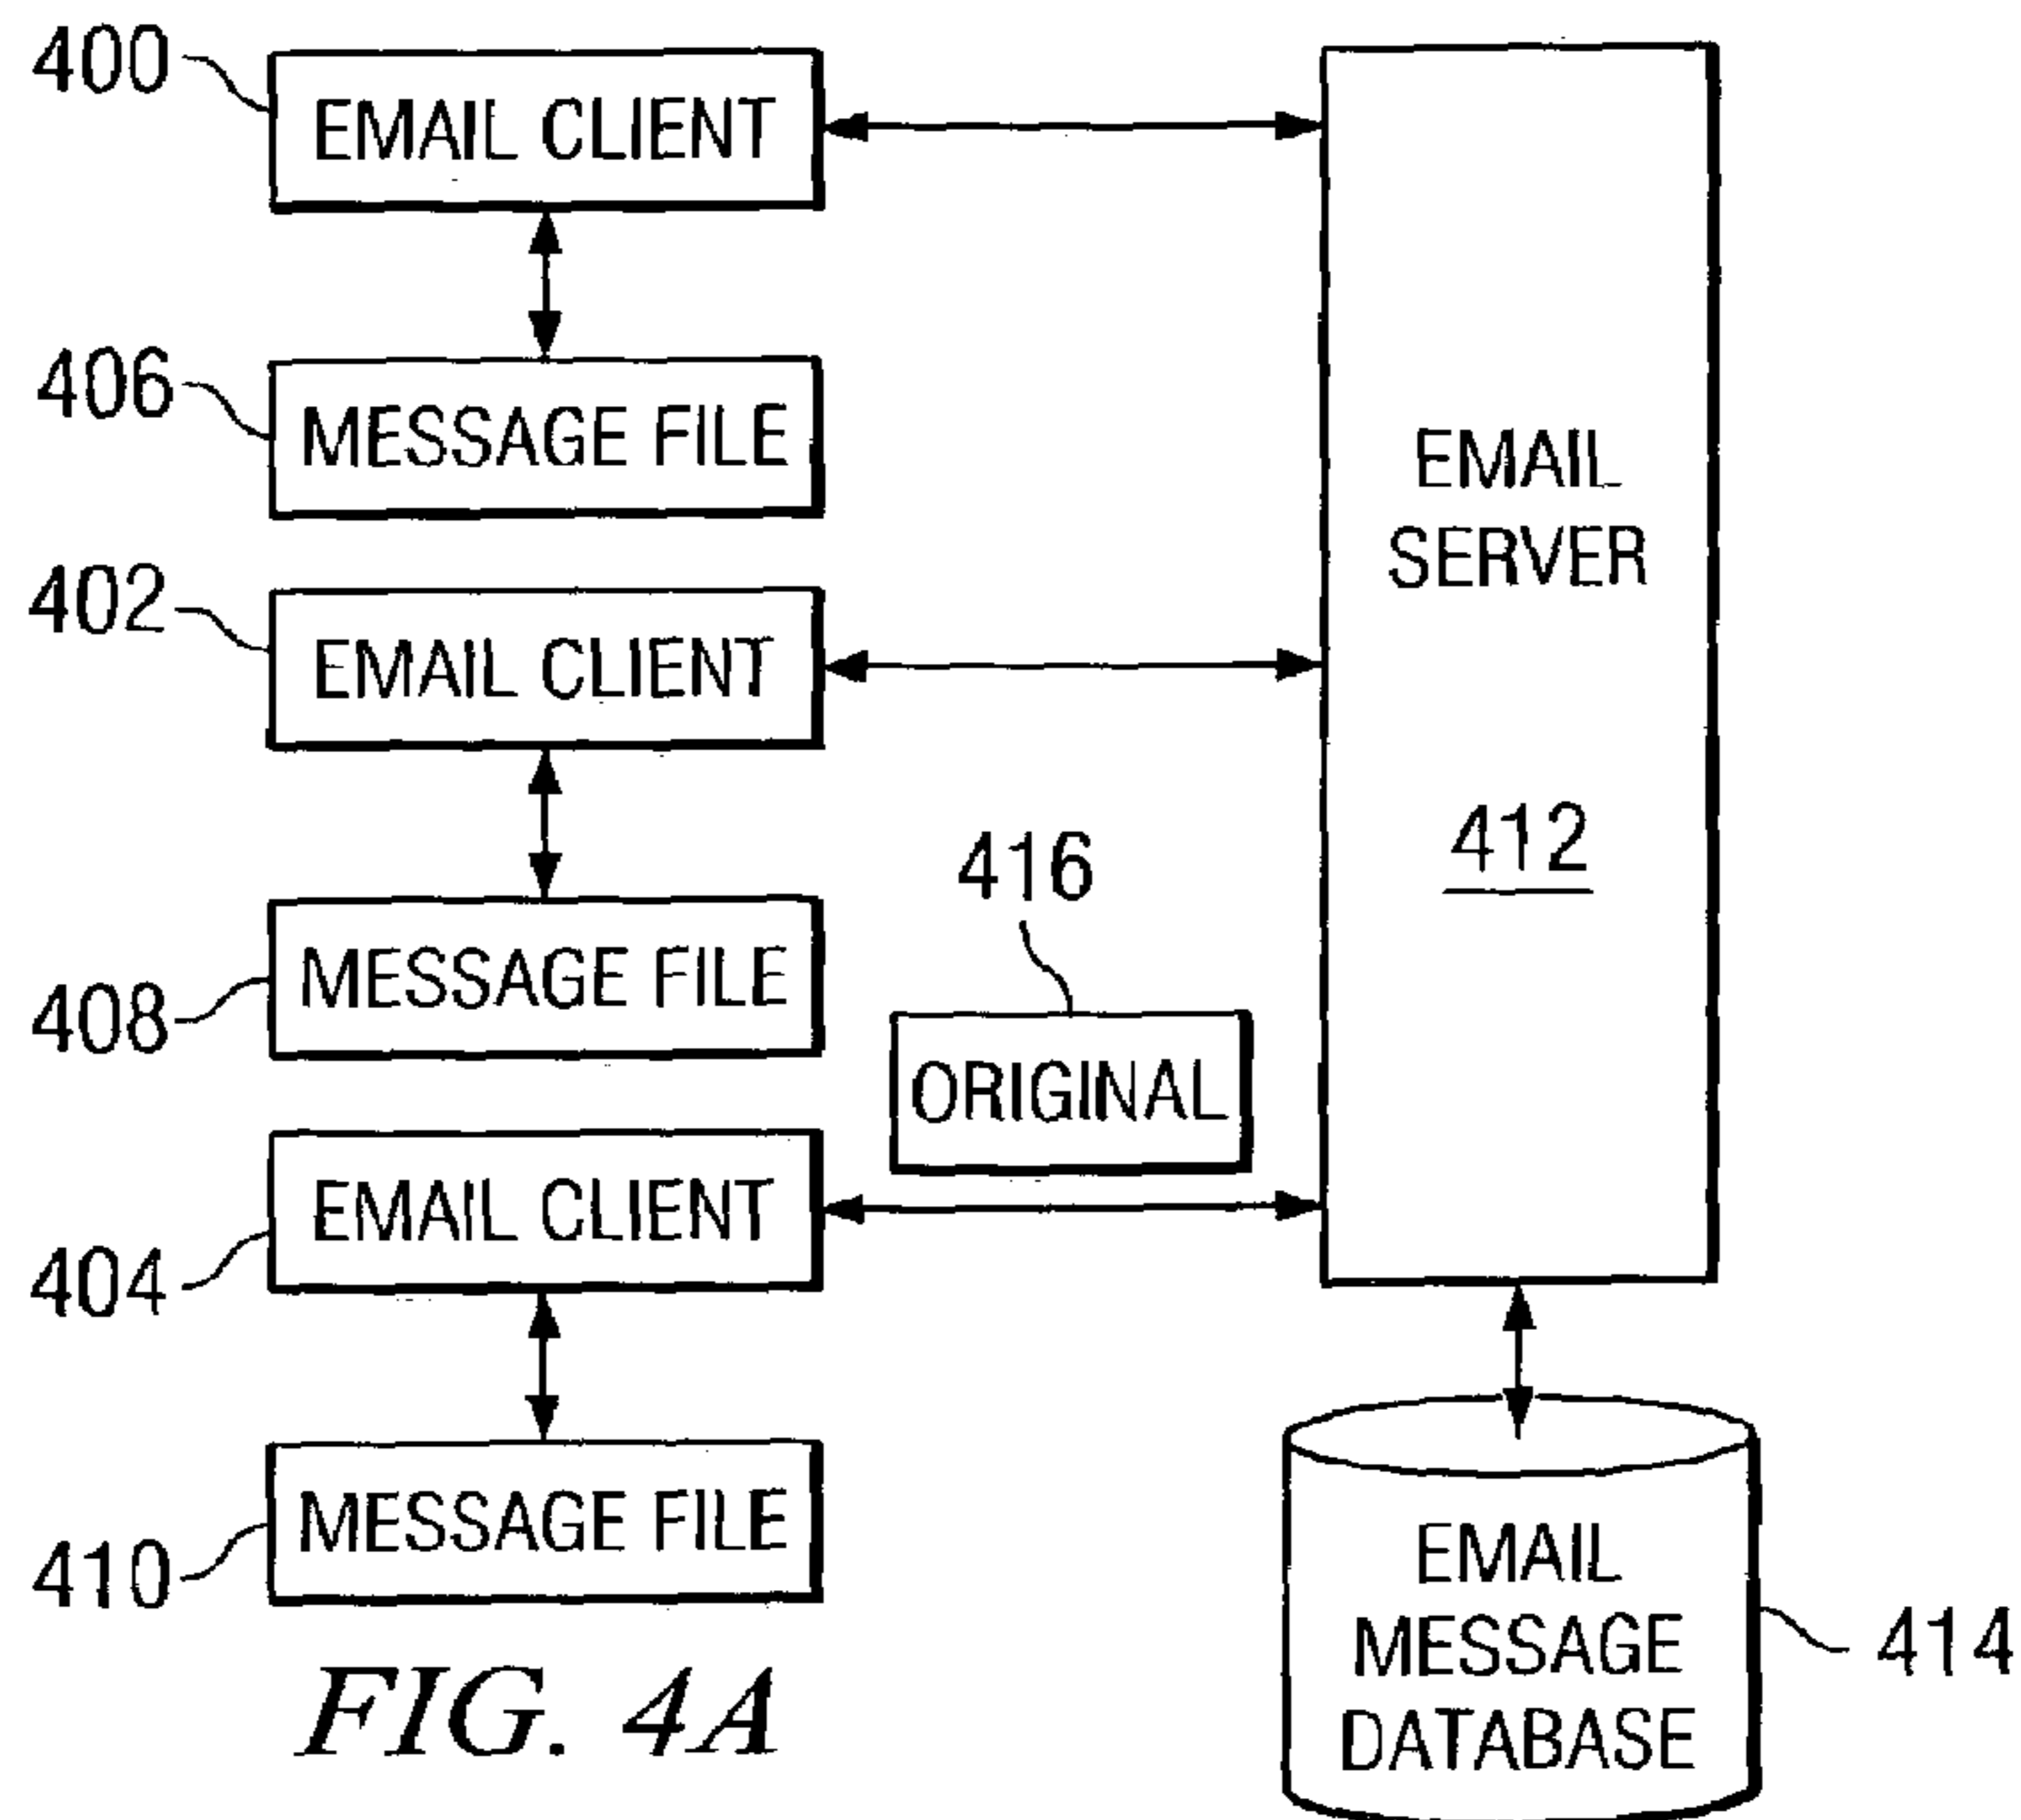 400
EMAIL CLIENT
406
MESSAGE FILE
402
EMAIL CLIENT
408
MESSAGE FILE
404
EMAIL CLIENT
410
MESSAGE FILE
416
ORIGINAL
EMAIL
SERVER
412
EMAIL
MESSAGE
DATABASE
414
FIG. 4A